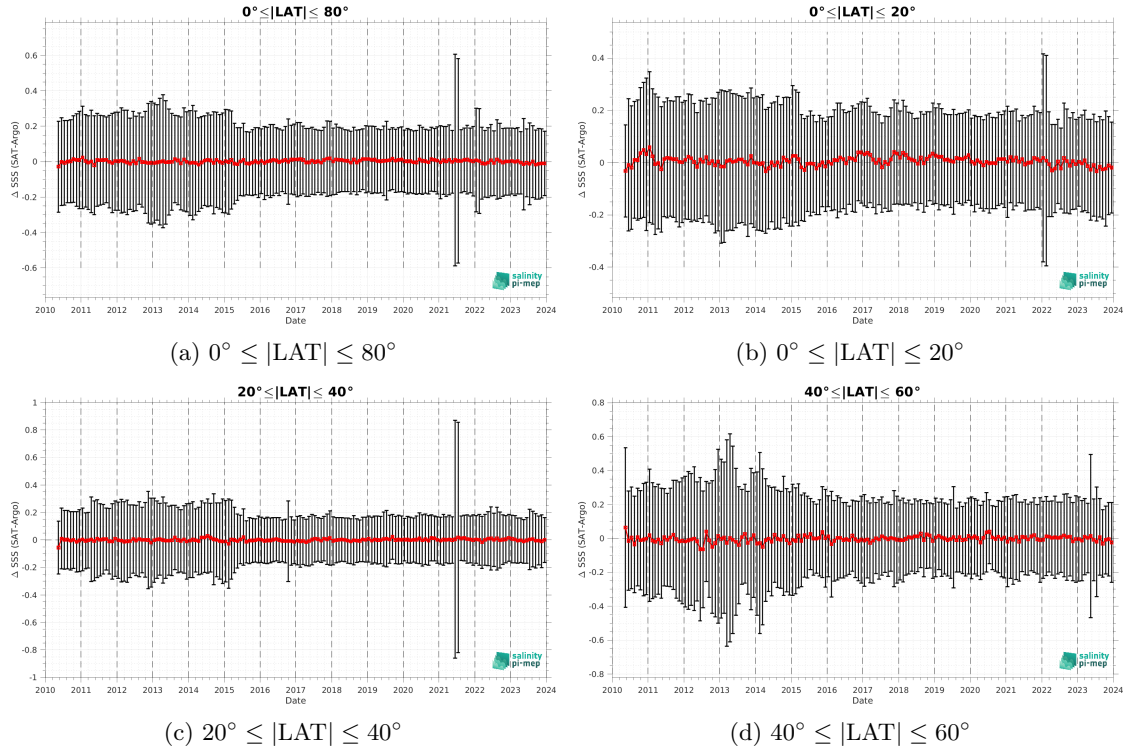 0°≤|LAT|≤ 80°
Δ SSS (SAT-Argo)
0.6
0.4
0.2
0
-0.2
-0.4
-0.6
2010 2011 2012 2013 2014 2015 2016 2017 2018 2019 2020 2021 2022 2023 2024
Date
salinity
pi-mep
(a) 0° ≤ |LAT| ≤ 80°
0°≤|LAT|≤ 20°
Δ SSS (SAT-Argo)
0.4
0.2
0
-0.2
-0.4
2010 2011 2012 2013 2014 2015 2016 2017 2018 2019 2020 2021 2022 2023 2024
Date
salinity
pi-mep
(b) 0° ≤ |LAT| ≤ 20°
20°≤|LAT|≤ 40°
Δ SSS (SAT-Argo)
1
0.8
0.6
0.4
0.2
0
-0.2
-0.4
-0.6
-0.8
-1
2010 2011 2012 2013 2014 2015 2016 2017 2018 2019 2020 2021 2022 2023 2024
Date
salinity
pi-mep
(c) 20° ≤ |LAT| ≤ 40°
40°≤|LAT|≤ 60°
Δ SSS (SAT-Argo)
0.8
0.6
0.4
0.2
0
-0.2
-0.4
-0.6
-0.8
2010 2011 2012 2013 2014 2015 2016 2017 2018 2019 2020 2021 2022 2023 2024
Date
salinity
pi-mep
(d) 40° ≤ |LAT| ≤ 60°